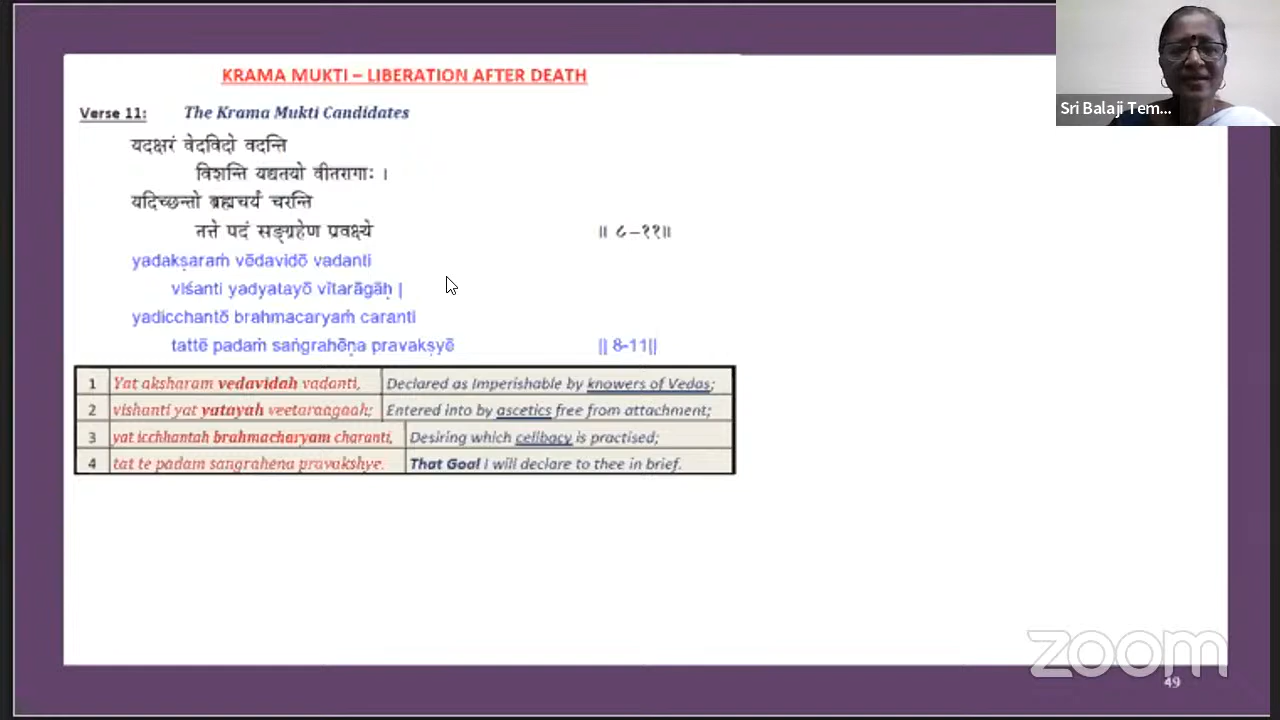 KRAMA MUKTI – LIBERATION AFTER DEATH
Verse 11: The Krama Mukti Candidates
यदक्षरं वेदविदो वदन्ति
विशन्ति यद्यतयो वीतरागाः ।
यदिच्छन्तो ब्रह्मचर्यं चरन्ति
तत्ते पदं सङ्ग्रहेण प्रवक्ष्ये ॥ ८-११॥
yadakṣaraṁ vēdavidō vadanti
viśanti yadyatayō vītarāgāḥ |
yadicchantō brahmacaryaṁ caranti
tattē padaṁ saṅgrahēṇa pravakṣyē || 8-11||
1 Yat aksharam vedavidah vadanti, Declared as Imperishable by knowers of Vedas;
2 vishanti yat yatayah veetaraagaah; Entered into by ascetics free from attachment;
3 yat icchhantah brahmacharyam charanti, Desiring which celibacy is practised;
4 tat te padam sangrahena pravakshye. That Goal I will declare to thee in brief.
Sri Balaji Tem...
zoom
49